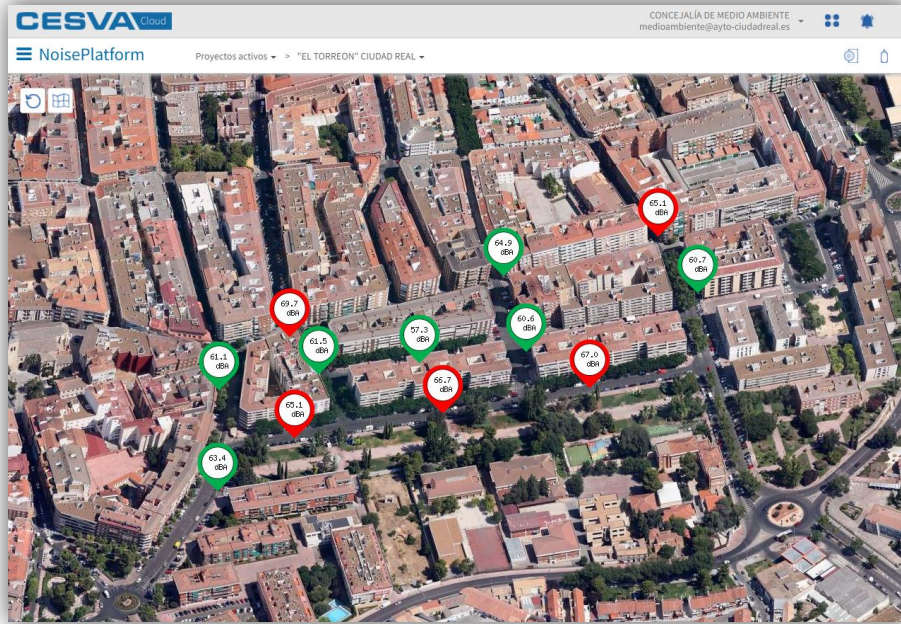 CESVA Cloud
CONCEJALÍA DE MEDIO AMBIENTE
medioambiente@ayto-ciudadreal.es
NoisePlatform
Proyectos activos > "EL TORREON" CIUDAD REAL
65.1
dBA
64.9
dBA
60.7
dBA
69.7
dBA
61.5
dBA
57.3
dBA
60.6
dBA
61.1
dBA
67.0
dBA
66.7
dBA
65.1
dBA
63.4
dBA